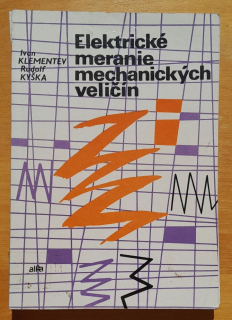 Ivan
KLEMENTEV
Rudolf
KYŠKA
Elektrické
meranie
mechanických
veličín
alfa